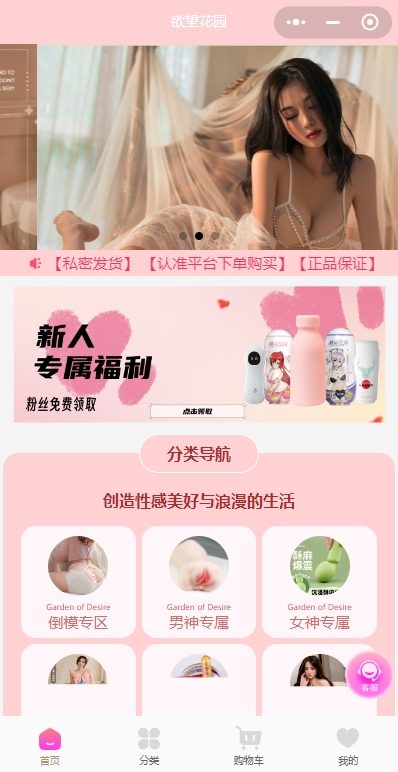 欲望花园
【私密发货】 【认准平台下单购买】【正品保证】
新人
专属福利
粉丝免费领取
点击领取
分类导航
创造性感美好与浪漫的生活
Garden of Desire
倒模专区
Garden of Desire
男神专属
酥麻
爆震
Garden of Desire
女神专属
客服
首页
分类
购物车
我的